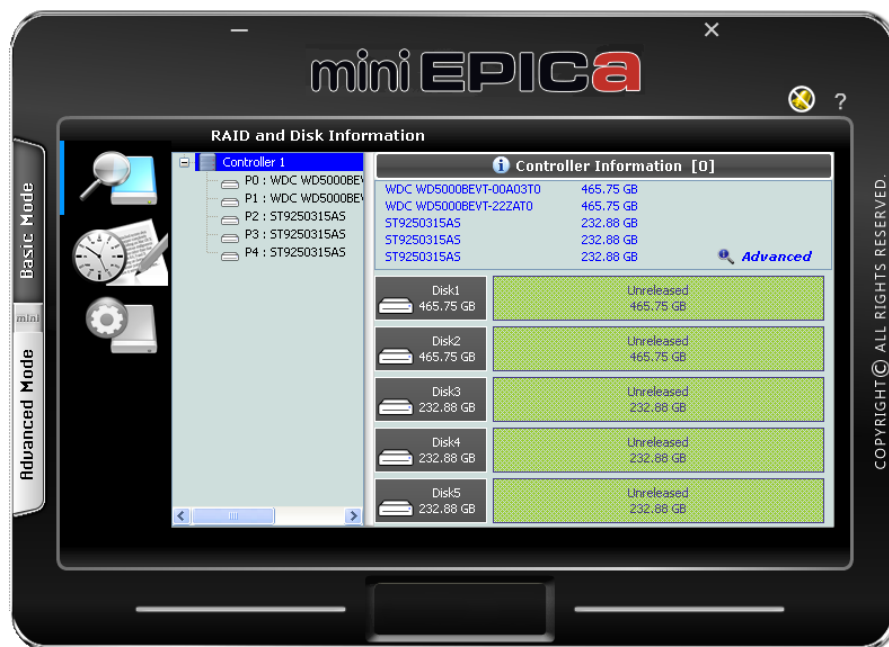 mini EPICa
?
RAID and Disk Information
Basic Mode
mini
Advanced Mode
Controller 1
P0 : WDC WD5000BE
P1 : WDC WD5000BE
P2 : ST9250315AS
P3 : ST9250315AS
P4 : ST9250315AS
Controller Information [0]
WDC WD5000BEVT-00A03T0 465.75 GB
WDC WD5000BEVT-22ZAT0 465.75 GB
ST9250315AS 232.88 GB
ST9250315AS 232.88 GB
ST9250315AS 232.88 GB
Advanced
Disk1
465.75 GB
Unreleased
465.75 GB
Disk2
465.75 GB
Unreleased
465.75 GB
Disk3
232.88 GB
Unreleased
232.88 GB
Disk4
232.88 GB
Unreleased
232.88 GB
Disk5
232.88 GB
Unreleased
232.88 GB
COPYRIGHT© ALL RIGHTS RESERVED.